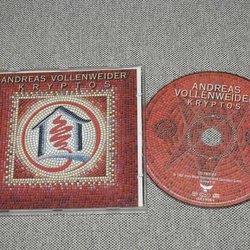 ANDREAS VOLLENWEIDER
KRYPTOS
ANDREAS
VOLLENWEIDER
KRYPTOS